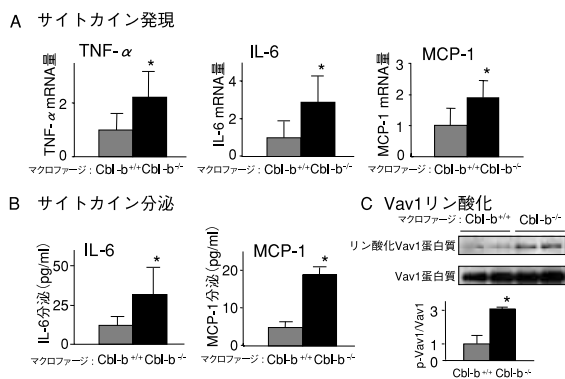 A サイトカイン発現
TNF-α
TNF-α mRNA量
2
0
*
IL-6
IL-6 mRNA量
4
2
0
*
MCP-1
MCP-1 mRNA量
3
2
1
0
*
マクロファージ : Cbl-b+/+ Cbl-b-/-
マクロファージ : Cbl-b+/+ Cbl-b-/-
マクロファージ : Cbl-b+/+ Cbl-b-/-
B サイトカイン分泌
IL-6
IL-6分泌(pg/ml)
50
25
0
*
MCP-1
MCP-1分泌(pg/ml)
20
10
0
*
マクロファージ : Cbl-b+/+ Cbl-b-/-
マクロファージ : Cbl-b+/+ Cbl-b-/-
C Vav1リン酸化
マクロファージ : Cbl-b+/+ Cbl-b-/-
リン酸化Vav1蛋白質
Vav1蛋白質
p-Vav1/Vav1
3
1
*
Cbl-b+/+ Cbl-b-/-